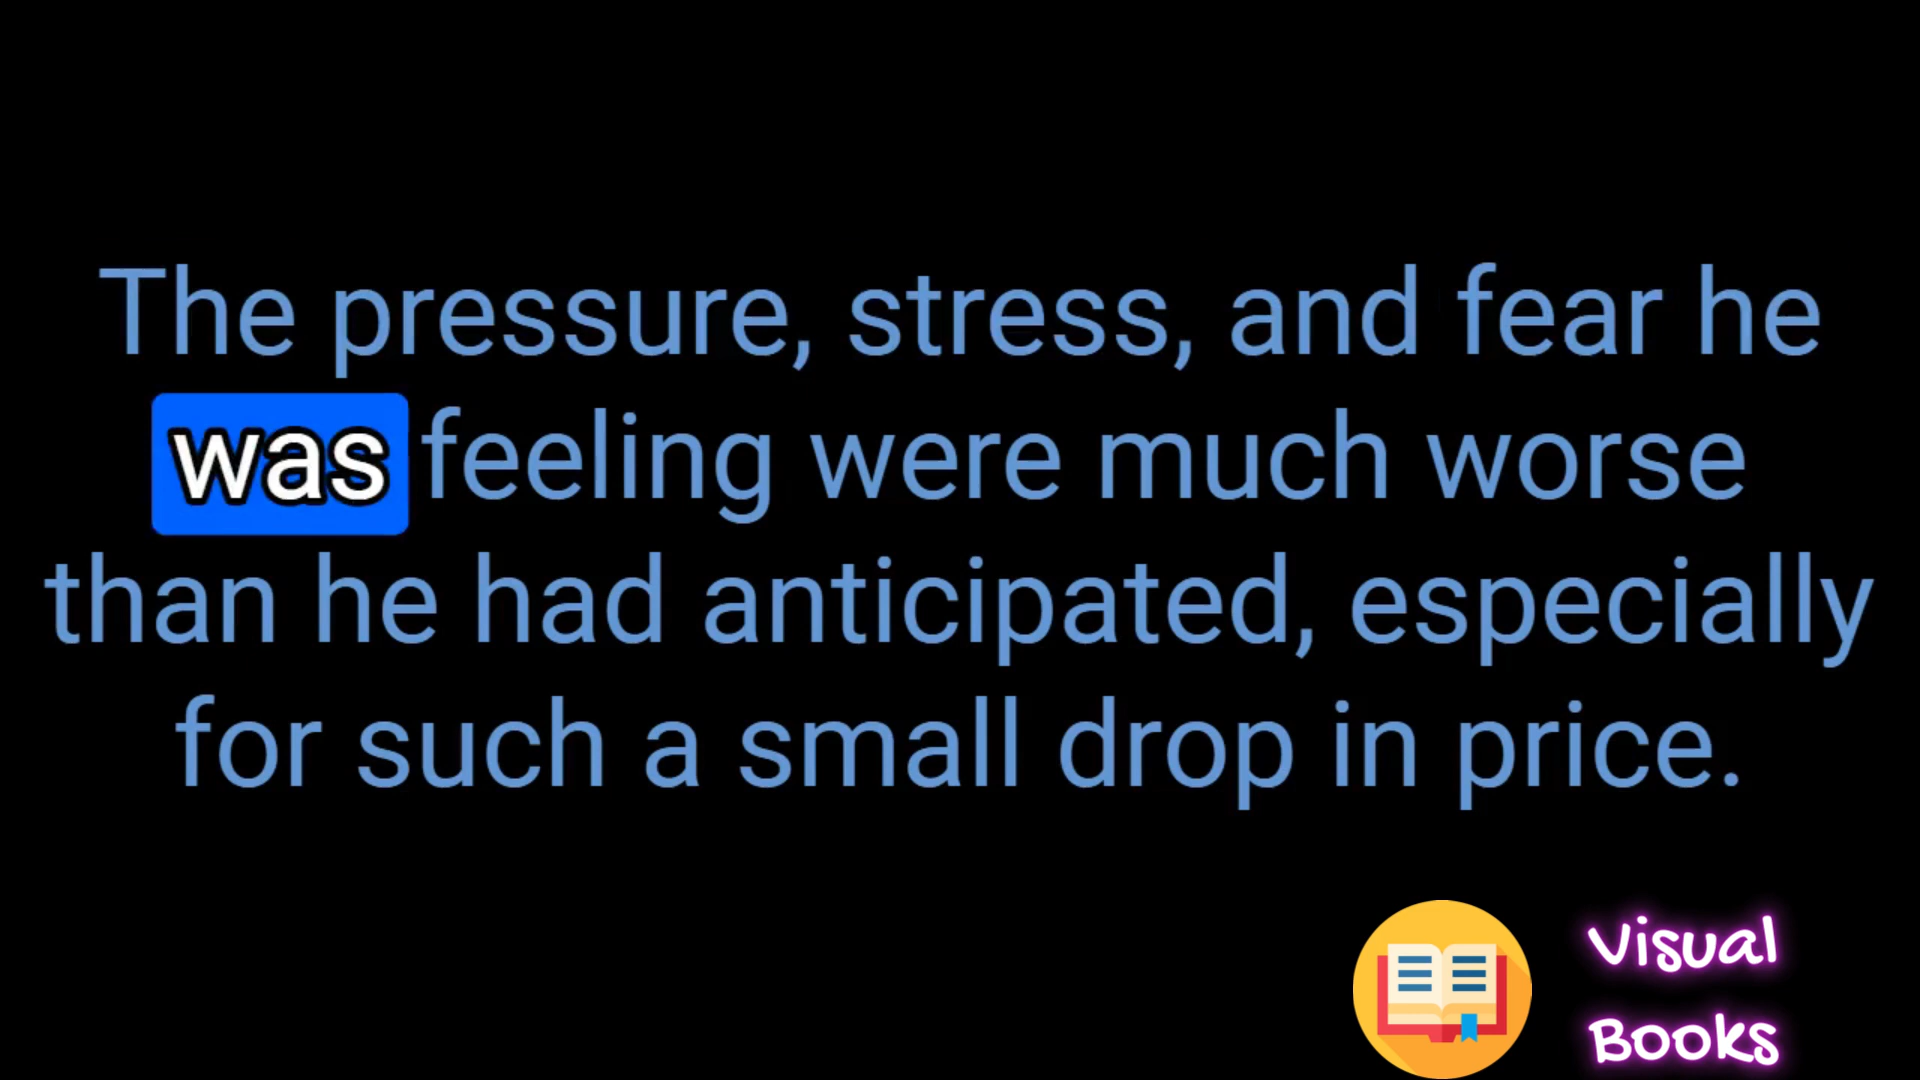 The pressure, stress, and fear he
was feeling were much worse
than he had anticipated, especially
for such a small drop in price.
Visual
Books